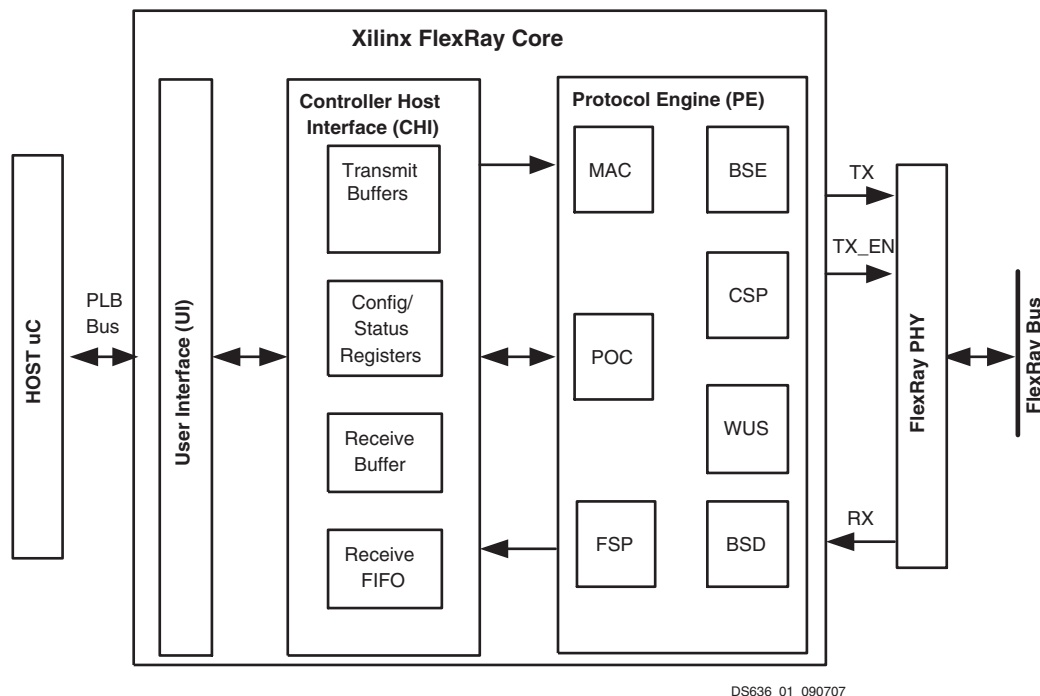 Xilinx FlexRay Core
HOST uC
PLB
Bus
User Interface (UI)
Controller Host
Interface (CHI)
Transmit
Buffers
Config/
Status
Registers
Receive
Buffer
Receive
FIFO
Protocol Engine (PE)
MAC
BSE
CSP
POC
WUS
FSP
BSD
TX
TX_EN
RX
FlexRay PHY
FlexRay Bus
DS636_01_090707